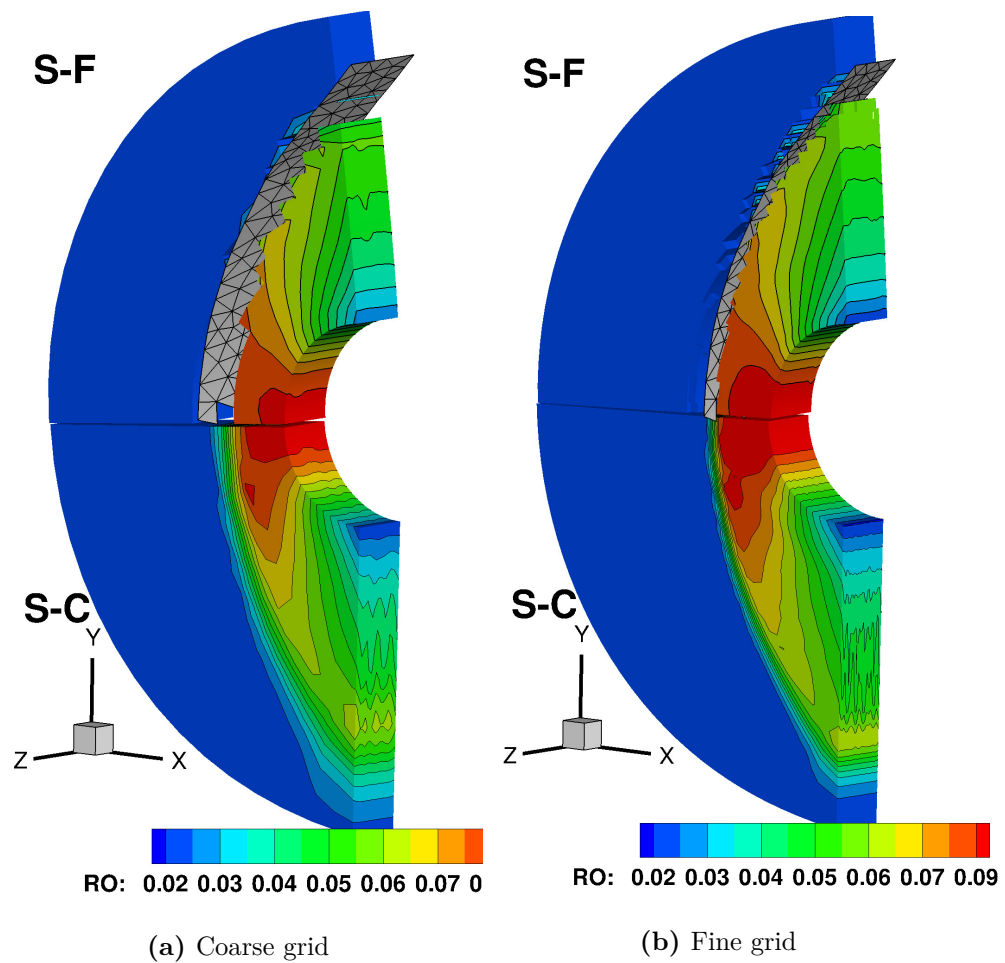 S-F
S-C
Y
Z
X
RO: 0.02 0.03 0.04 0.05 0.06 0.07 0
(a) Coarse grid
S-F
S-C
Y
Z
X
RO: 0.02 0.03 0.04 0.05 0.06 0.07 0.09
(b) Fine grid